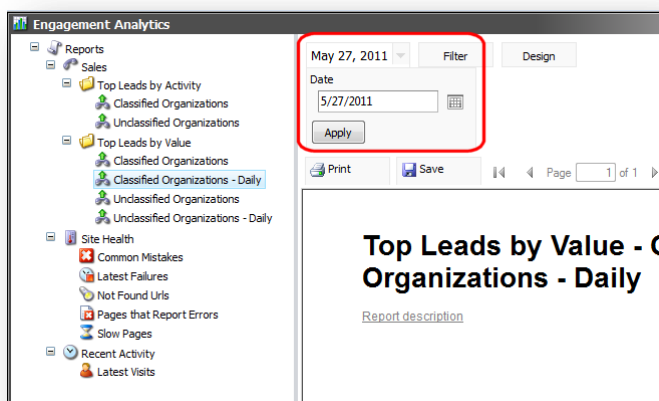 Engagement Analytics
Reports
Sales
Top Leads by Activity
Classified Organizations
Unclassified Organizations
Top Leads by Value
Classified Organizations
Classified Organizations - Daily
Unclassified Organizations
Unclassified Organizations - Daily
Site Health
Common Mistakes
Latest Failures
Not Found Urls
Pages that Report Errors
Slow Pages
Recent Activity
Latest Visits
May 27, 2011 Filter Design
Date
5/27/2011
Apply
Print Save Page 1 of 1
Top Leads by Value -
Organizations - Daily
Report description